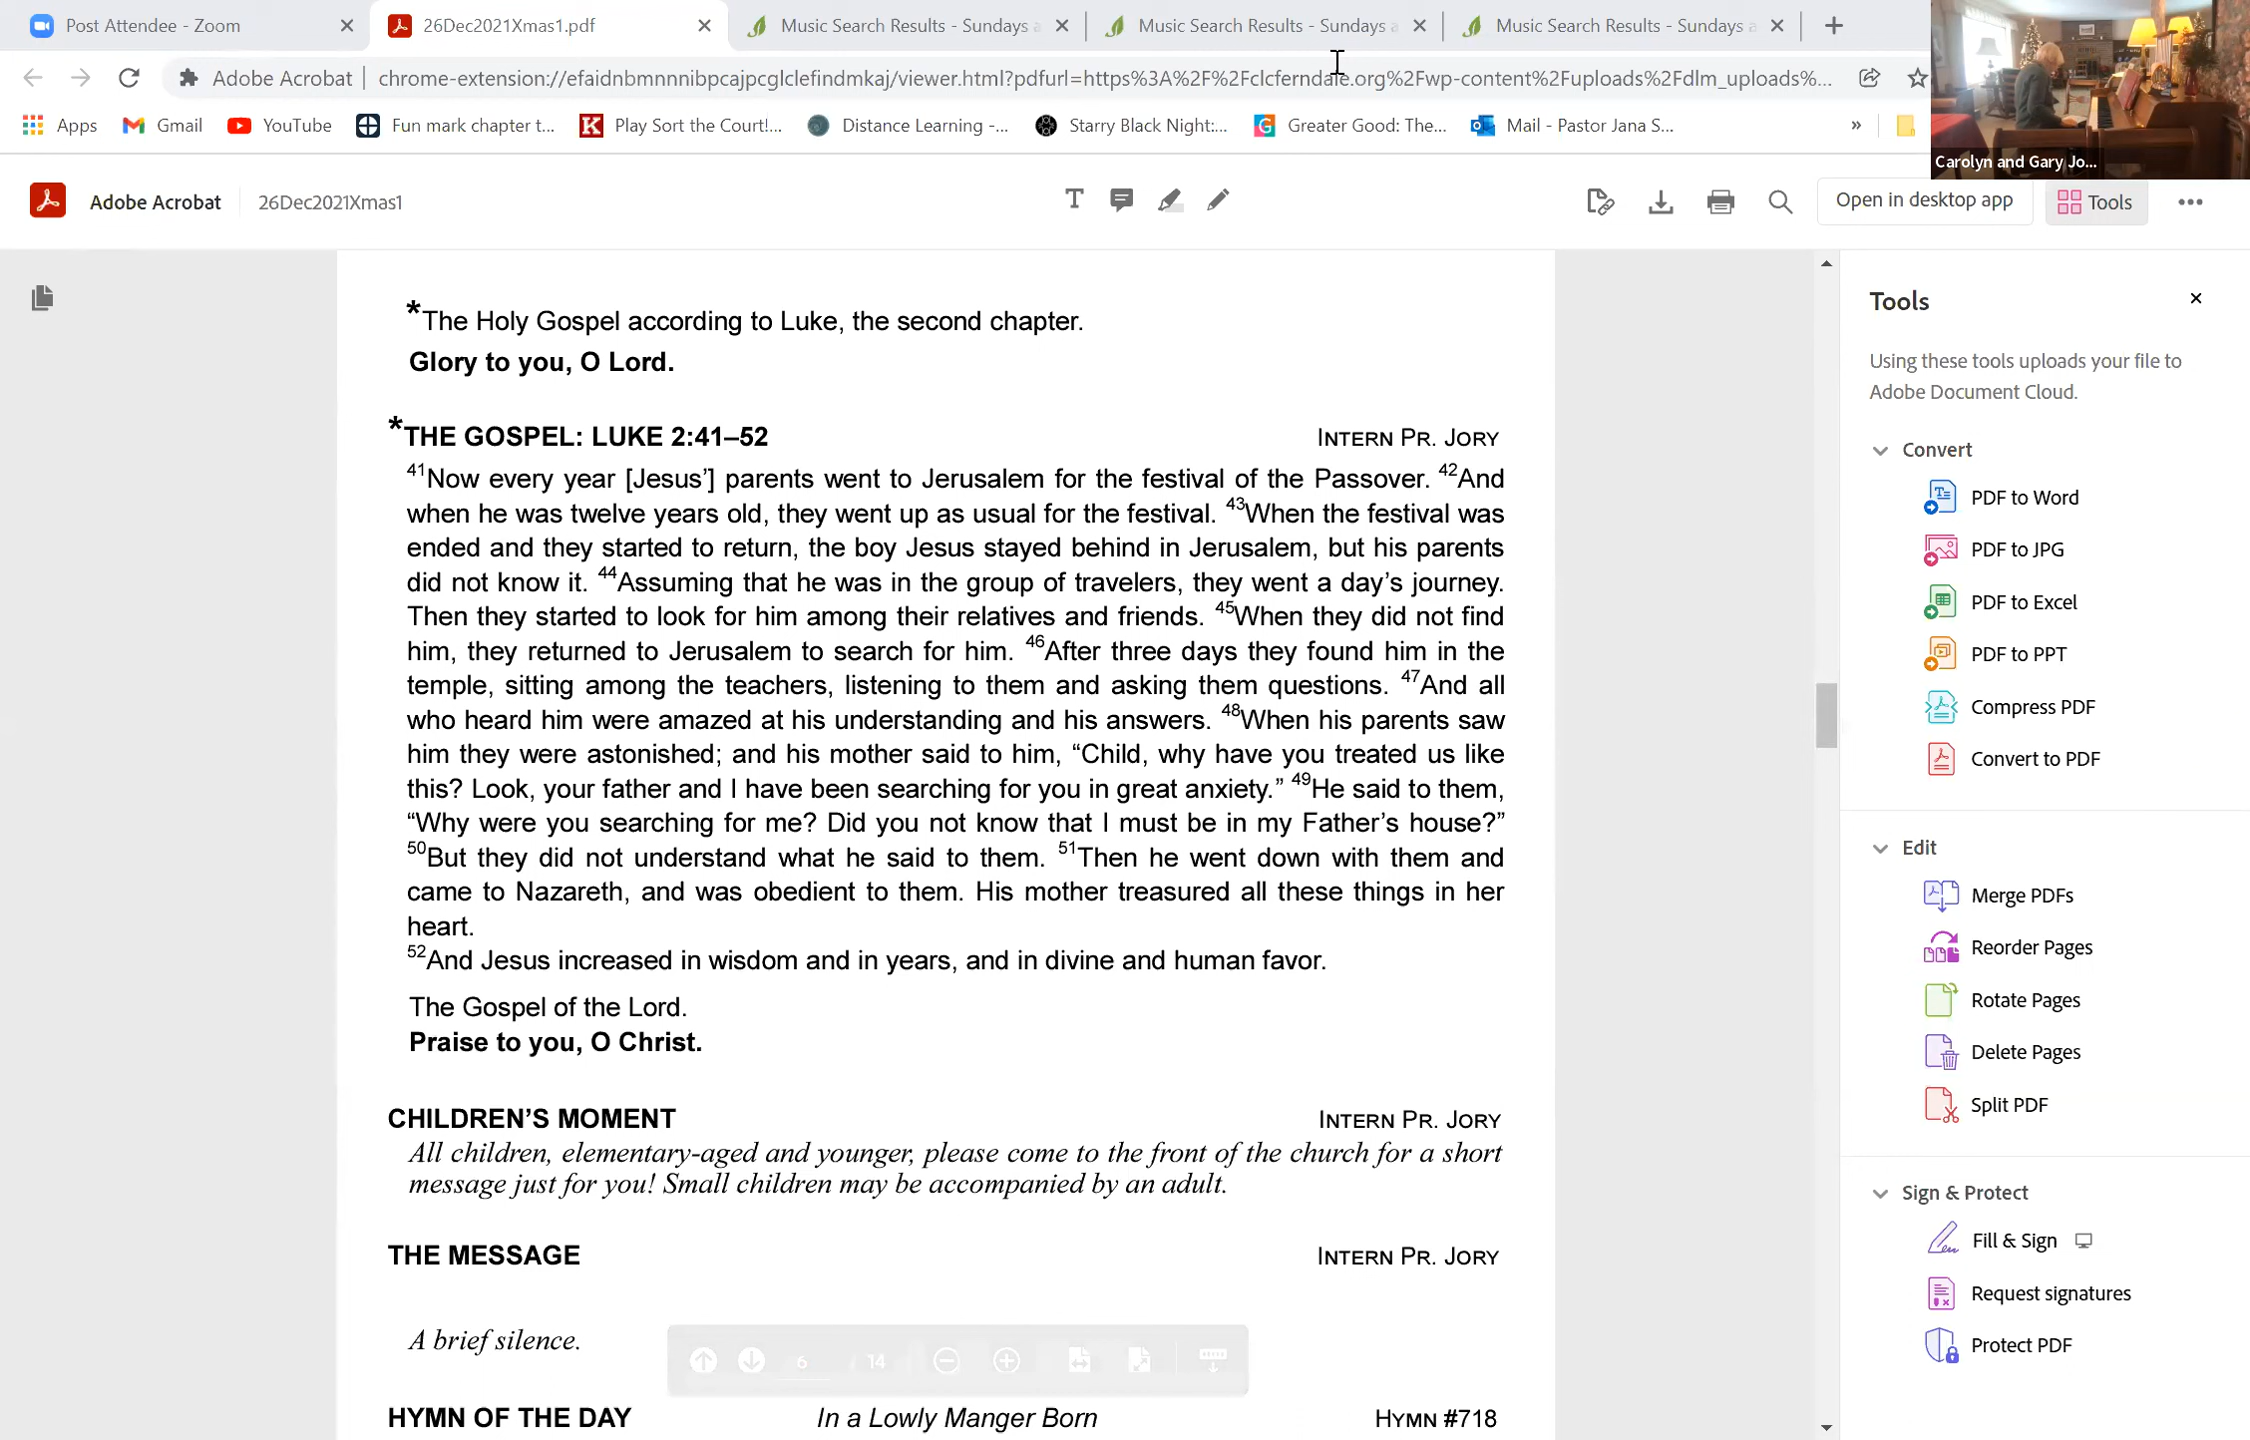 Post Attendee - Zoom
26Dec2021Xmas1.pdf
Music Search Results - Sundays a
Music Search Results - Sundays a
Music Search Results - Sundays a
Adobe Acrobat
chrome-extension://efaidnbmnnnibpcajpcglclefindmkaj/viewer.html?pdfurl=https%3A%2F%2Fclcferndale.org%2Fwp-content%2Fuploads%2Fdlm_uploads%...
Apps
Gmail
YouTube
Fun mark chapter t...
Play Sort the Court!...
Distance Learning -...
Starry Black Night:...
Greater Good: The...
Mail - Pastor Jana S...
»
Carolyn and Gary Jo...
Adobe Acrobat
26Dec2021Xmas1
Open in desktop app
Tools
*The Holy Gospel according to Luke, the second chapter.
Glory to you, O Lord.
*THE GOSPEL: LUKE 2:41–52 INTERN PR. JORY
41Now every year [Jesus’] parents went to Jerusalem for the festival of the Passover. 42And
when he was twelve years old, they went up as usual for the festival. 43When the festival was
ended and they started to return, the boy Jesus stayed behind in Jerusalem, but his parents
did not know it. 44Assuming that he was in the group of travelers, they went a day’s journey.
Then they started to look for him among their relatives and friends. 45When they did not find
him, they returned to Jerusalem to search for him. 46After three days they found him in the
temple, sitting among the teachers, listening to them and asking them questions. 47And all
who heard him were amazed at his understanding and his answers. 48When his parents saw
him they were astonished; and his mother said to him, “Child, why have you treated us like
this? Look, your father and I have been searching for you in great anxiety.” 49He said to them,
“Why were you searching for me? Did you not know that I must be in my Father’s house?”
50But they did not understand what he said to them. 51Then he went down with them and
came to Nazareth, and was obedient to them. His mother treasured all these things in her
heart.
52And Jesus increased in wisdom and in years, and in divine and human favor.
The Gospel of the Lord.
Praise to you, O Christ.
CHILDREN’S MOMENT INTERN PR. JORY
All children, elementary-aged and younger, please come to the front of the church for a short
message just for you! Small children may be accompanied by an adult.
THE MESSAGE INTERN PR. JORY
A brief silence.
6 / 14
HYMN OF THE DAY In a Lowly Manger Born HYMN #718
Tools
Using these tools uploads your file to
Adobe Document Cloud.
Convert
PDF to Word
PDF to JPG
PDF to Excel
PDF to PPT
Compress PDF
Convert to PDF
Edit
Merge PDFs
Reorder Pages
Rotate Pages
Delete Pages
Split PDF
Sign & Protect
Fill & Sign
Request signatures
Protect PDF